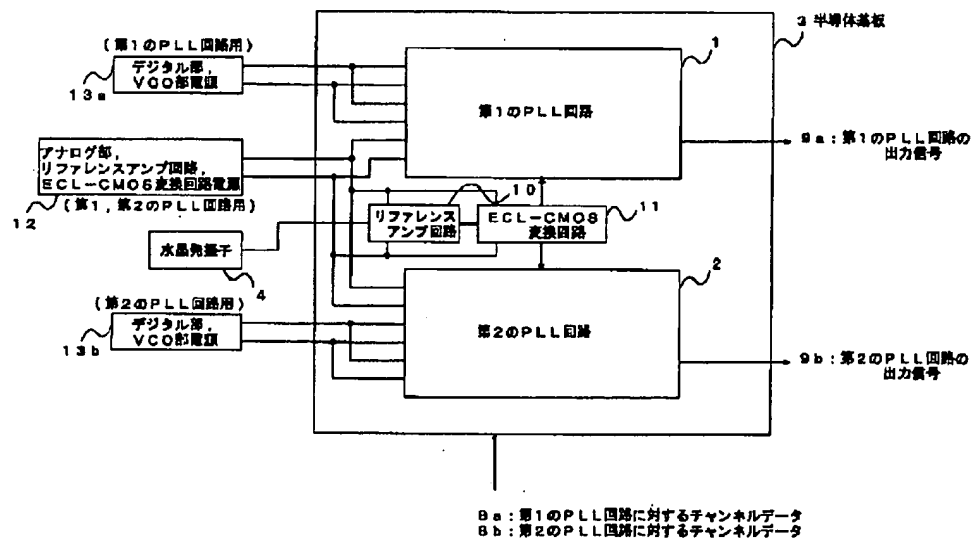 3 半導体基板
(第1のPLL回路用)
デジタル部,
VCO部電源
13a
1
第1のPLL回路
9a:第1のPLL回路の
出力信号
アナログ部,
リファレンスアンプ回路,
ECL-CMOS変換回路電源
12
(第1,第2のPLL回路用)
10
リファレンス
アンプ回路
ECL-CMOS
変換回路
11
水晶発振子
4
2
(第2のPLL回路用)
デジタル部,
VCO部電源
13b
第2のPLL回路
9b:第2のPLL回路の
出力信号
8a:第1のPLL回路に対するチャンネルデータ
8b:第2のPLL回路に対するチャンネルデータ